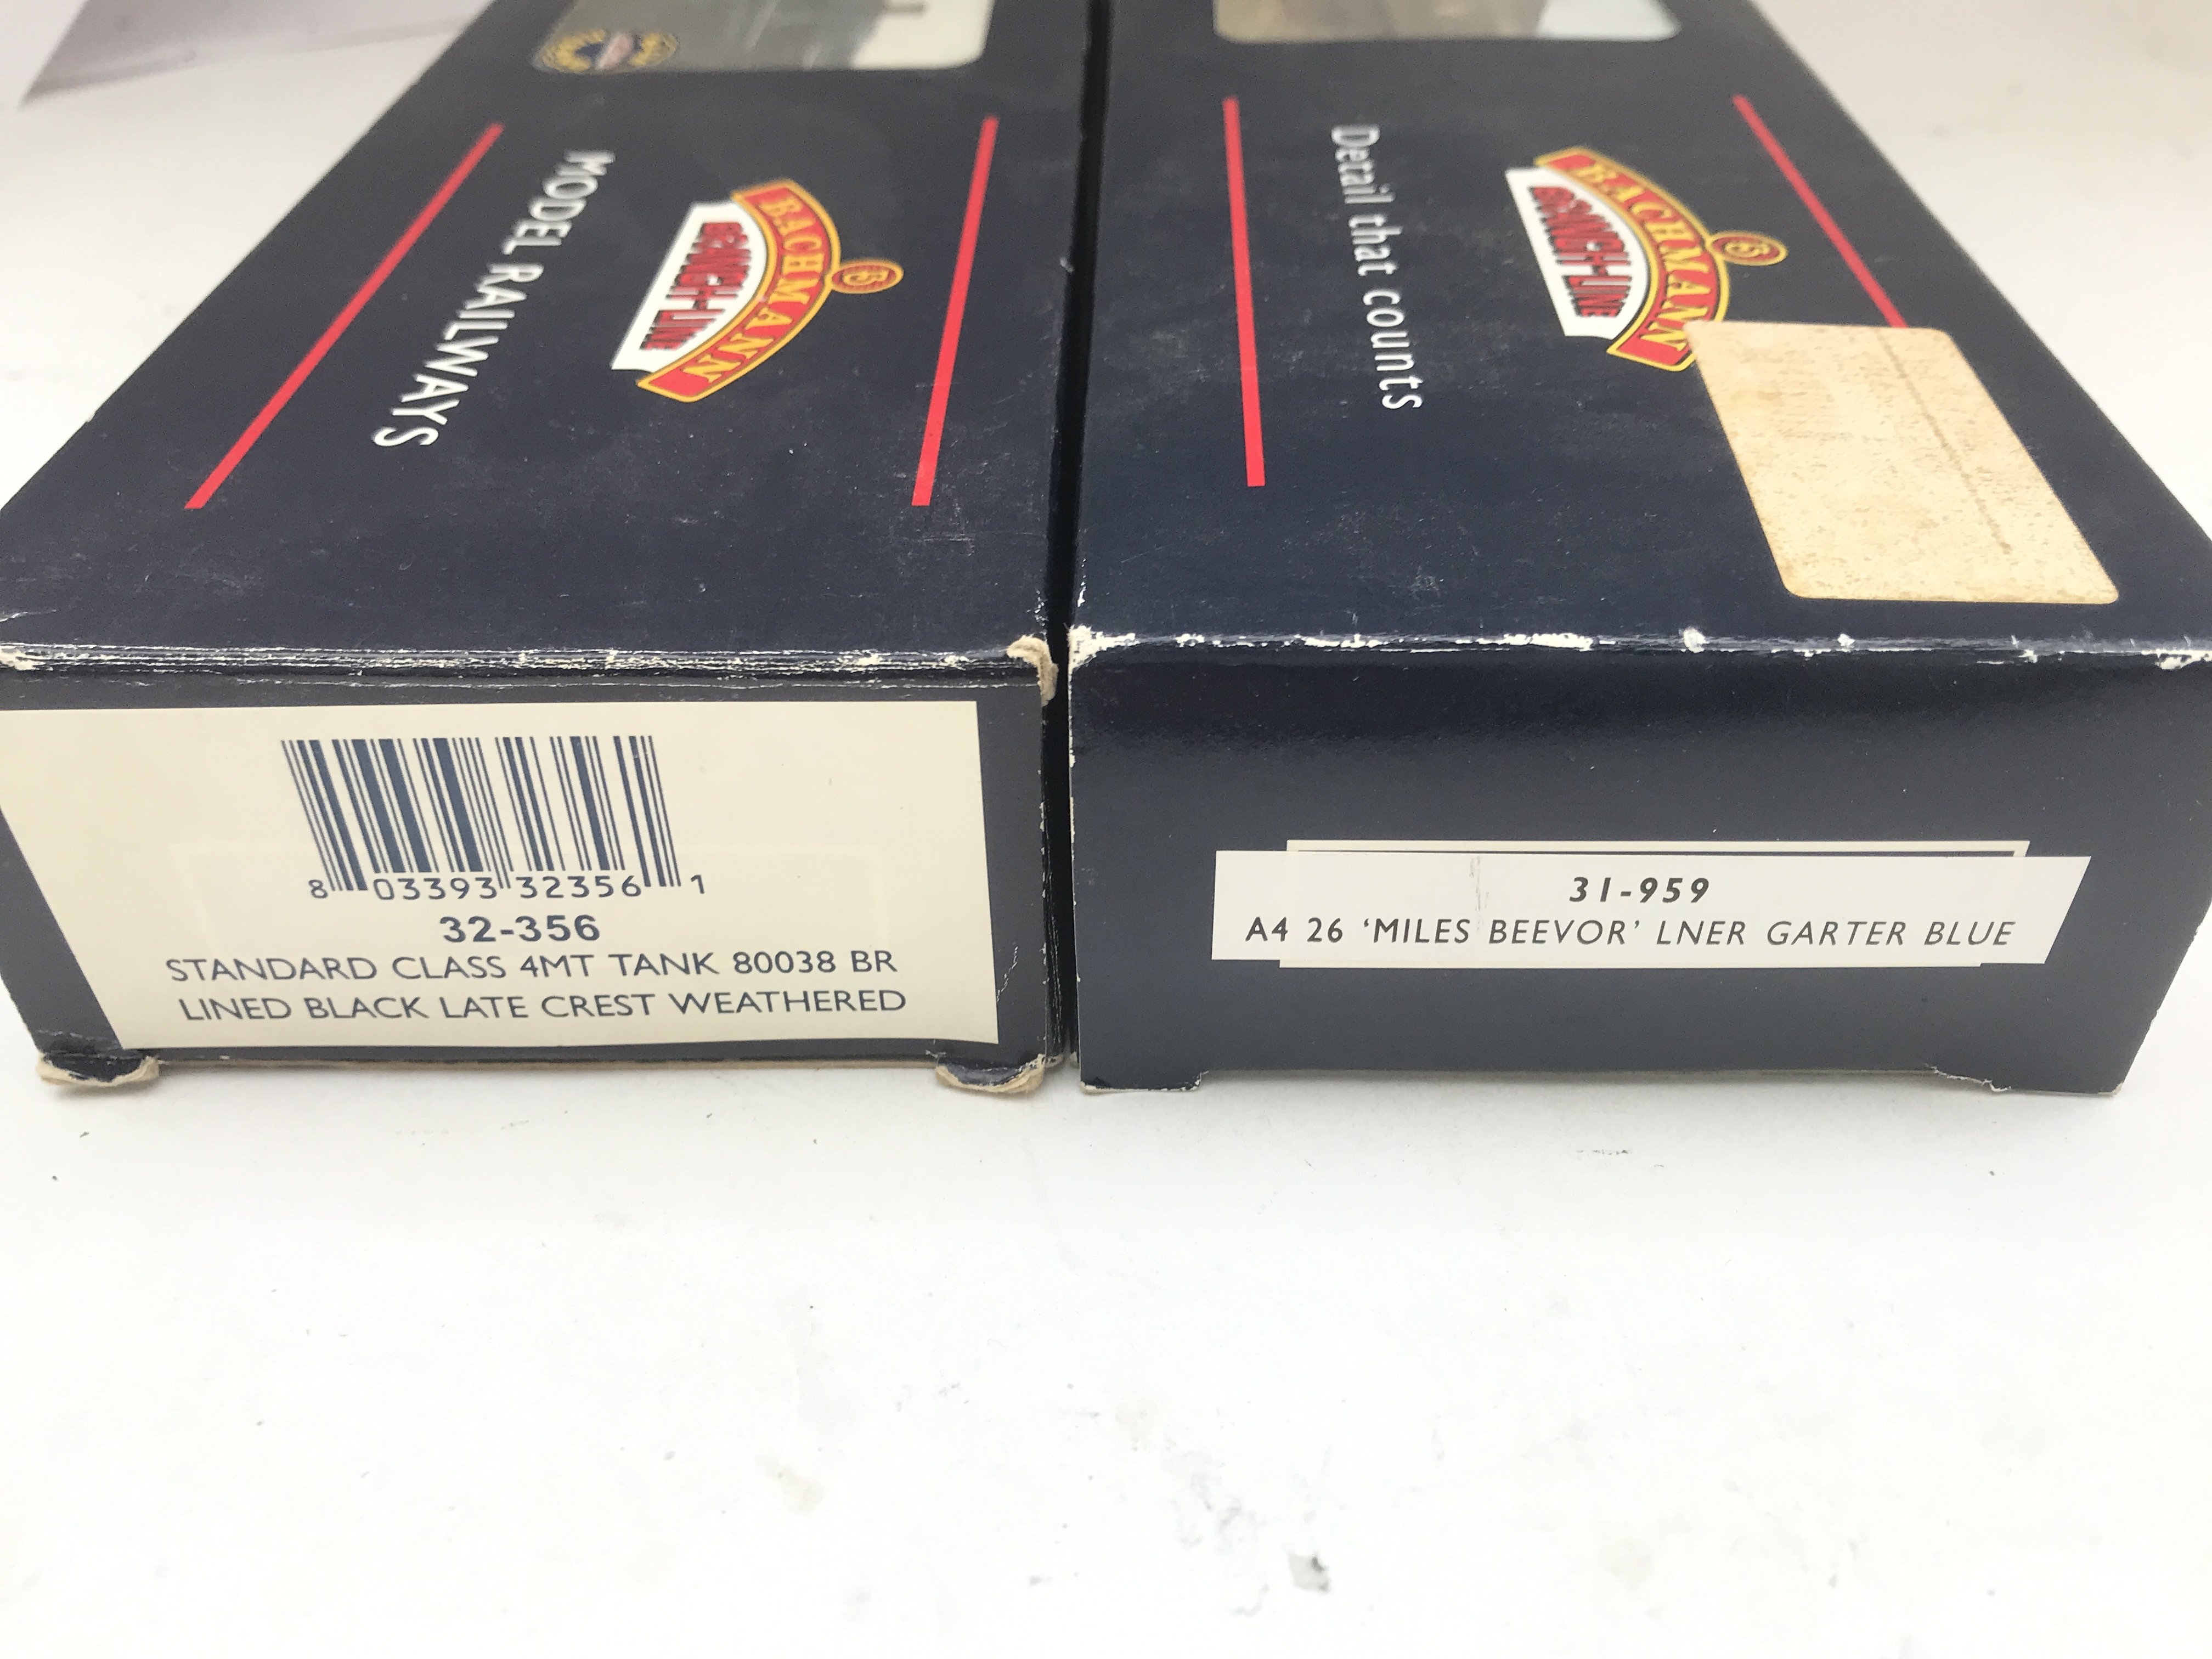 MODEL RAILWAYS
BACHMANN
BRANCH-LINE
8 03393 32356 1
32-356
STANDARD CLASS 4MT TANK 80038 BR
LINED BLACK LATE CREST WEATHERED
Detail that counts
BACHMANN
BRANCH-LINE
31-959
A4 26 ‘MILES BEEVOR’ LNER GARTER BLUE